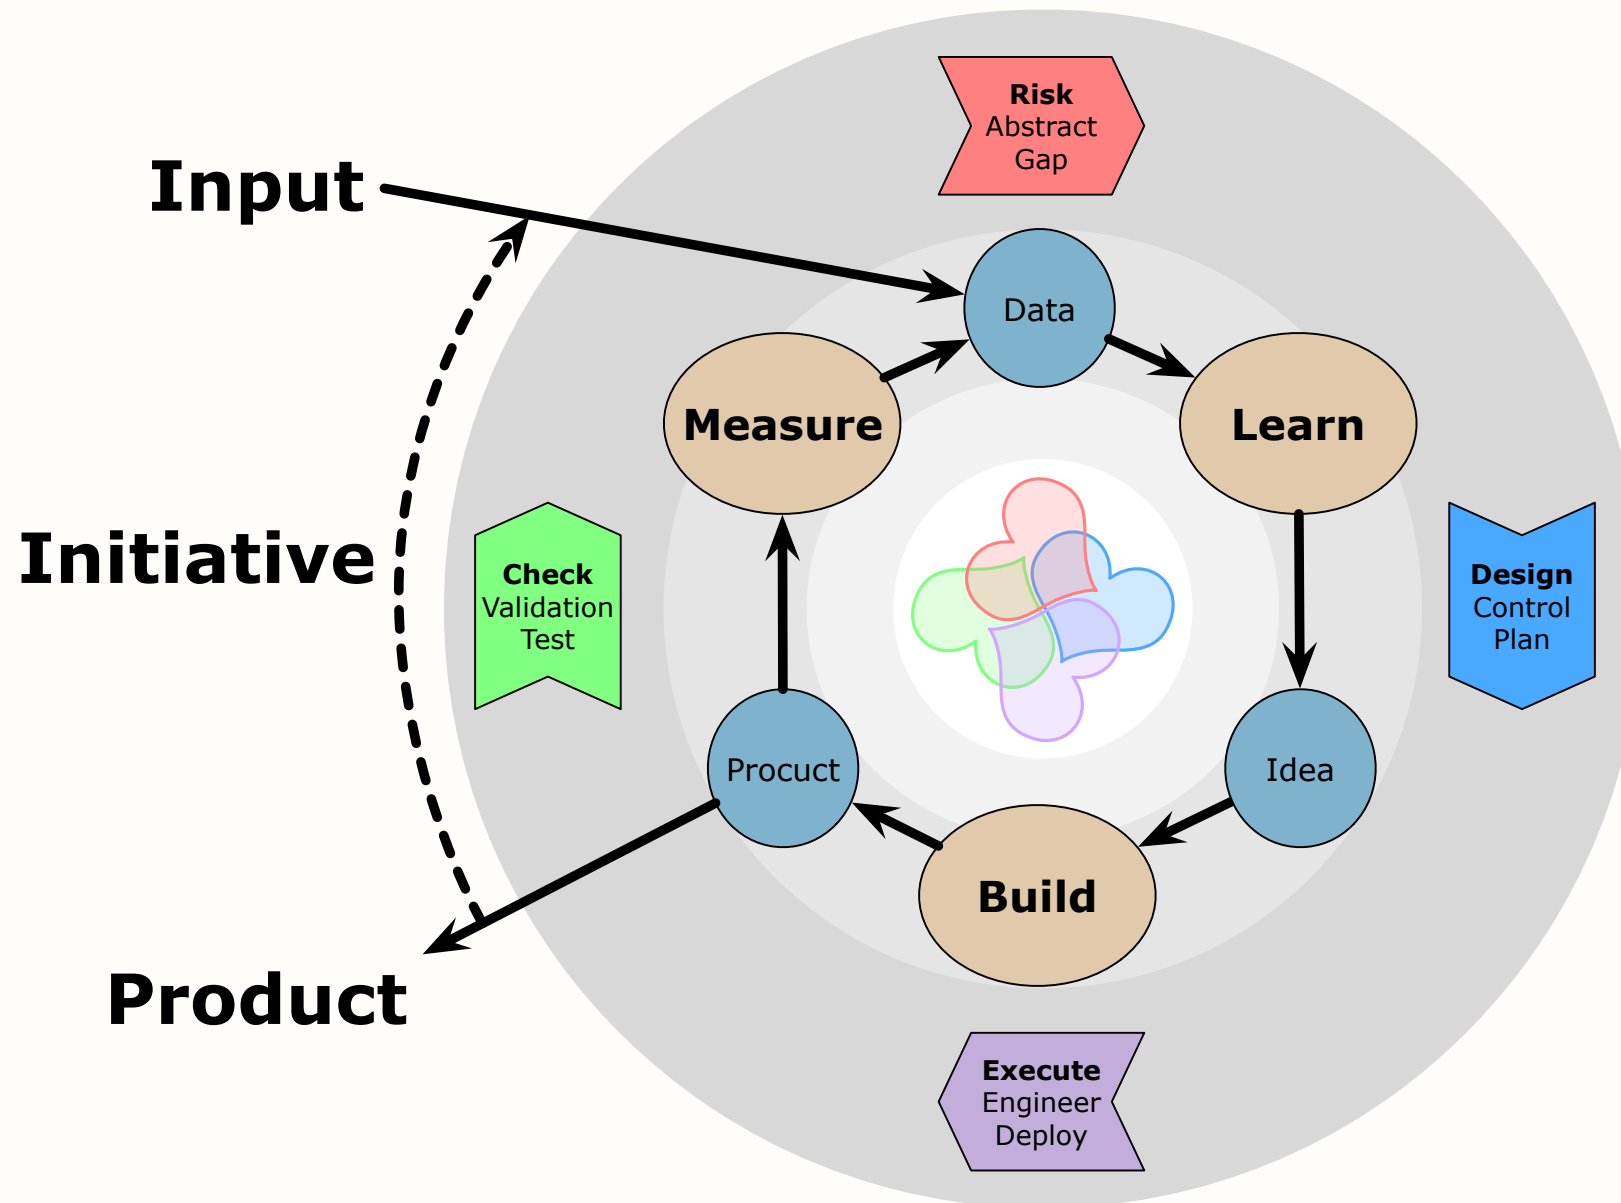 Risk
Abstract
Gap
Input
Data
Measure
Learn
Initiative
Check
Validation
Test
Design
Control
Plan
Procuct
Idea
Build
Product
Execute
Engineer
Deploy